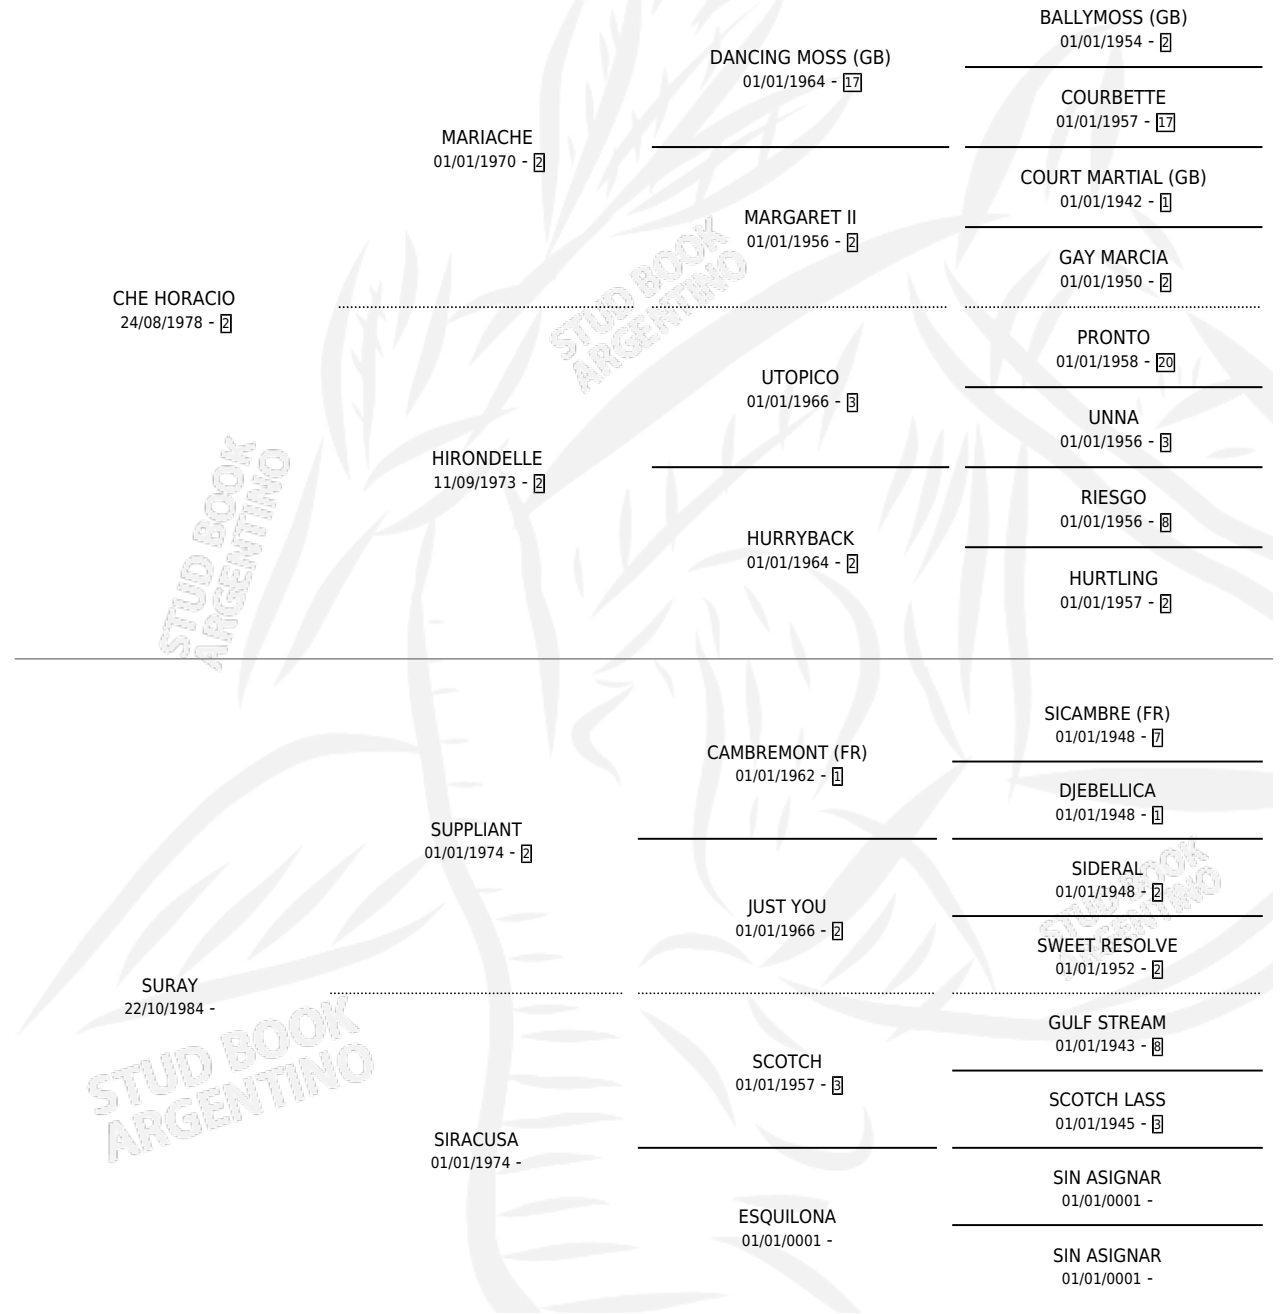 BALLYMOSS (GB)
01/01/1954 - 2
DANCING MOSS (GB)
01/01/1964 - 17
COURBETTE
01/01/1957 - 17
MARIACHE
01/01/1970 - 2
COURT MARTIAL (GB)
01/01/1942 - 1
MARGARET II
01/01/1956 - 2
GAY MARCIA
01/01/1950 - 2
CHE HORACIO
24/08/1978 - 2
PRONTO
01/01/1958 - 20
UTOPICO
01/01/1966 - 3
UNNA
01/01/1956 - 3
HIRONDELLE
11/09/1973 - 2
RIESGO
01/01/1956 - 8
HURRYBACK
01/01/1964 - 2
HURTLING
01/01/1957 - 2
SICAMBRE (FR)
01/01/1948 - 7
CAMBREMONT (FR)
01/01/1962 - 1
DJEBELLICA
01/01/1948 - 1
SUPPLIANT
01/01/1974 - 2
SIDERAL
01/01/1948 - 2
JUST YOU
01/01/1966 - 2
SWEET RESOLVE
01/01/1952 - 2
SURAY
22/10/1984 -
GULF STREAM
01/01/1943 - 8
SCOTCH
01/01/1957 - 3
SCOTCH LASS
01/01/1945 - 3
SIRACUSA
01/01/1974 -
SIN ASIGNAR
01/01/0001 -
ESQUILONA
01/01/0001 -
SIN ASIGNAR
01/01/0001 -
STUD BOOK
ARGENTINO
STUD BOOK
ARGENTINO
STUD BOOK
ARGENTINO
STUD BOOK
ARGENTINO